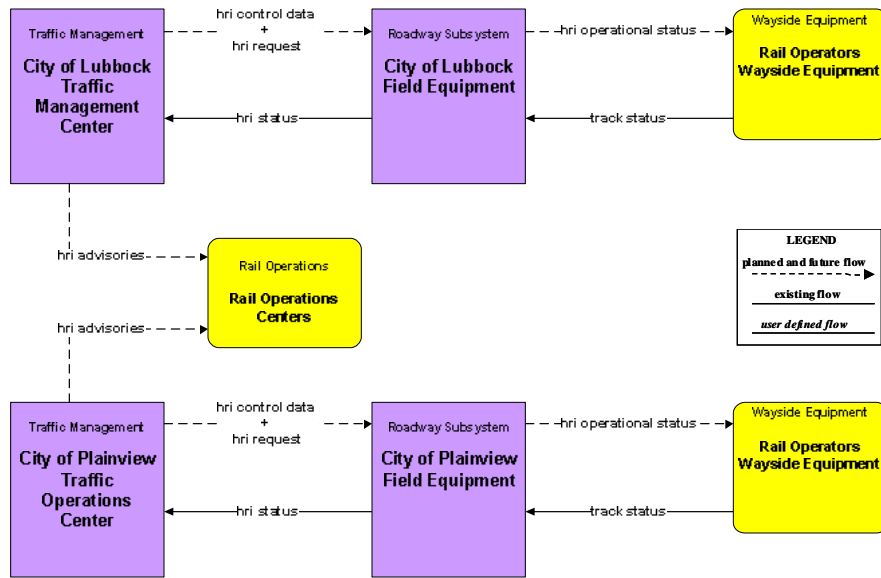 Traffic Management
City of Lubbock
Traffic
Management
Center
hri control data
+
hri request
Roadway Subsystem
City of Lubbock
Field Equipment
hri operational status
Wayside Equipment
Rail Operators
Wayside Equipment
hri status
track status
hri advisories
Rail Operations
Rail Operations
Centers
hri advisories
LEGEND
planned and future flow
existing flow
user defined flow
Traffic Management
City of Plainview
Traffic
Operations
Center
hri control data
+
hri request
Roadway Subsystem
City of Plainview
Field Equipment
hri operational status
Wayside Equipment
Rail Operators
Wayside Equipment
hri status
track status